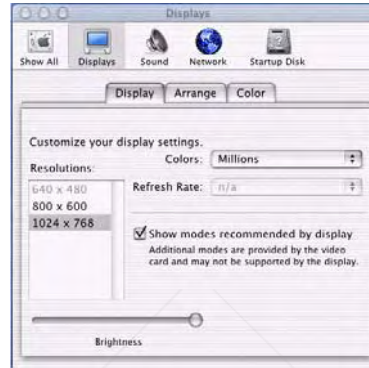 Displays
Show All Displays Sound Network Startup Disk
Display Arrange Color
Customize your display settings.
Colors: Millions
Resolutions:
640 x 480
Refresh Rate: n/a
800 x 600
1024 x 768
Show modes recommended by display
Additional modes are provided by the video
card and may not be supported by the display.
Brightness